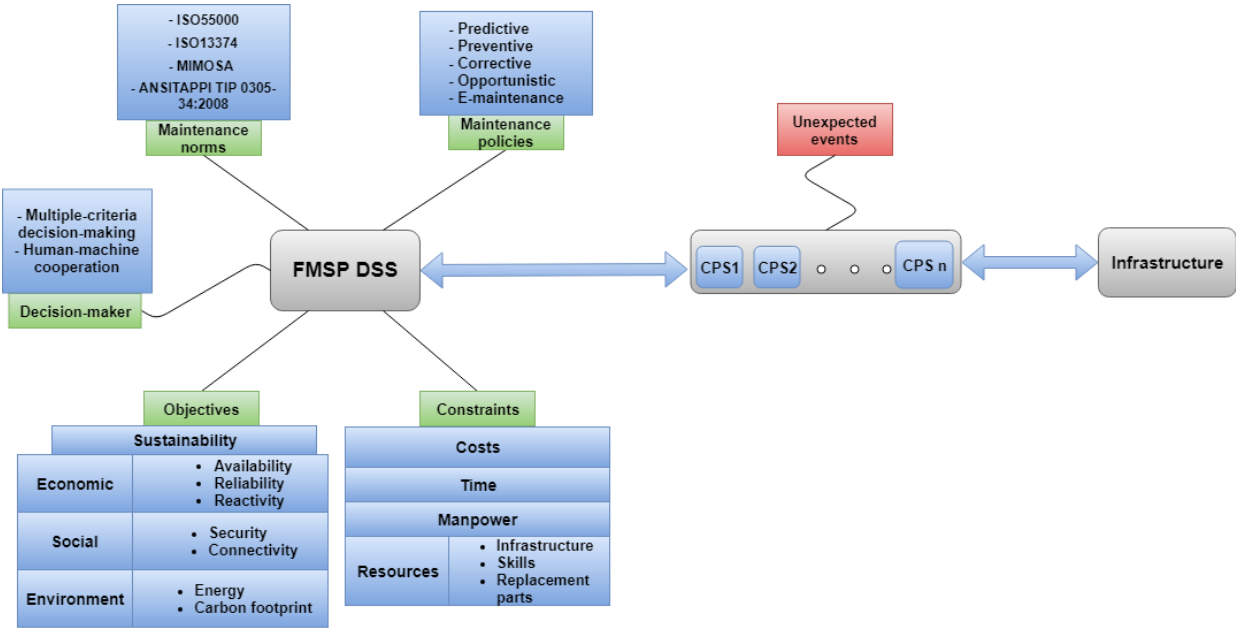 - ISO55000
- ISO13374
- MIMOSA
- ANSITAPPI TIP 0305-
34:2008
Maintenance
norms
- Predictive
- Preventive
- Corrective
- Opportunistic
- E-maintenance
Maintenance
policies
Unexpected
events
- Multiple-criteria
decision-making
- Human-machine
cooperation
Decision-maker
FMSP DSS
CPS1
CPS2
CPS n
Infrastructure
Objectives
Sustainability
Economic
• Availability
• Reliability
• Reactivity
Social
• Security
• Connectivity
Environment
• Energy
• Carbon footprint
Constraints
Costs
Time
Manpower
Resources
• Infrastructure
• Skills
• Replacement
parts